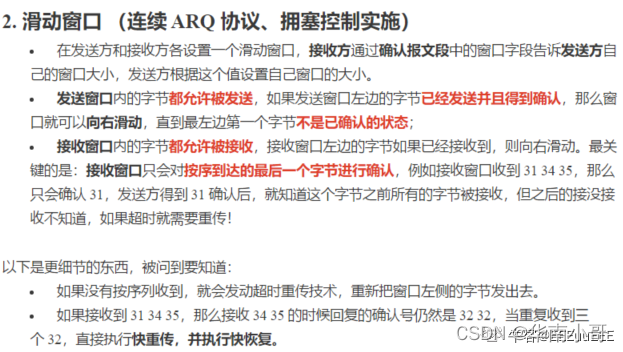 2. 滑动窗口 （连续 ARQ 协议、拥塞控制实施）
• 在发送方和接收方各设置一个滑动窗口，接收方通过确认报文段中的窗口字段告诉发送方自
己的窗口大小，发送方根据这个值设置自己窗口的大小。
• 发送窗口内的字节都允许被发送，如果发送窗口左边的字节已经发送并且得到确认，那么窗
口就可以向右滑动，直到最左边第一个字节不是已确认的状态；
• 接收窗口内的字节都允许被接收，接收窗口左边的字节如果已经接收到，则向右滑动。最关
键的是：接收窗口只会对按序到达的最后一个字节进行确认，例如接收窗口收到 31 34 35，那么
只会确认 31，发送方得到 31 确认后，就知道这个字节之前所有的字节被接收，但之后的接没接
收不知道，如果超时就需要重传！
以下是更细节的东西，被问到要知道：
• 如果没有按序列收到，就会发动超时重传技术，重新把窗口左侧的字节发出去。
• 如果接收到 31 34 35，那么接收 34 35 的时候回复的确认号仍然是 32 32，当重复收到三
个 32，直接执行快重传，并执行快恢复。
CSDN